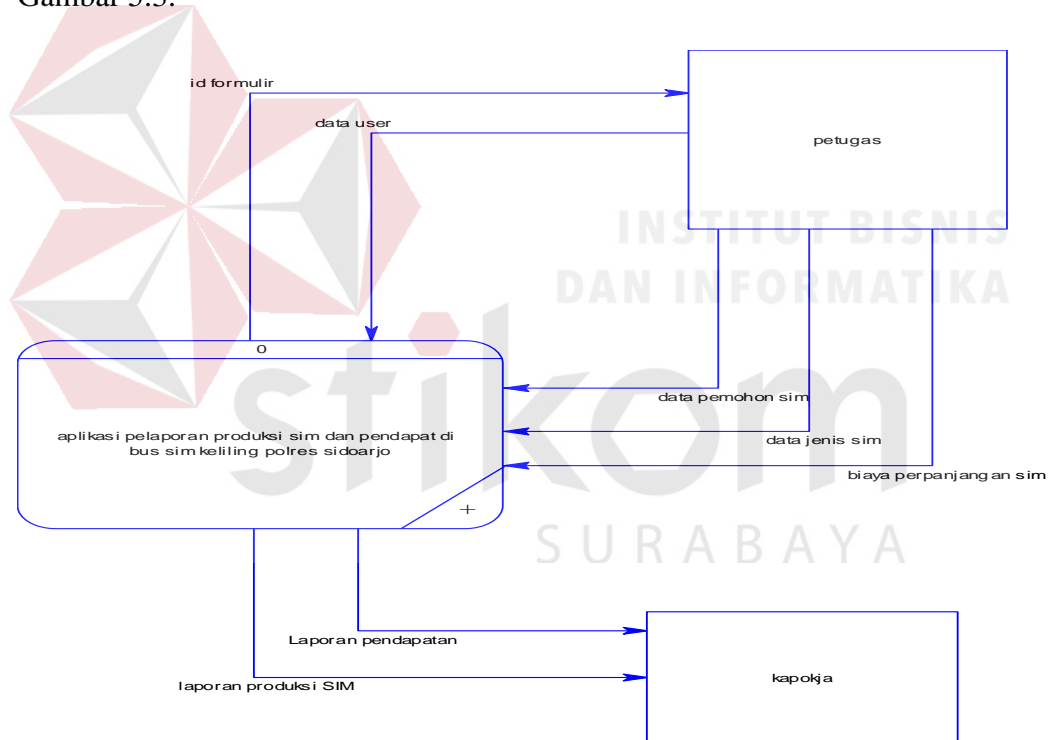 Gambar 3.3.
id formulir
data user
petugas
INSTITUT BISNIS
DAN INFORMATIKA
0
stikom
data pemohon sim
aplikasi pelaporan produksi sim dan pendapat di
bus sim keliling polres sidoarjo
data jenis sim
biaya perpanjangan sim
+
SURABAYA
Laporan pendapatan
laporan produksi SIM
kapokja